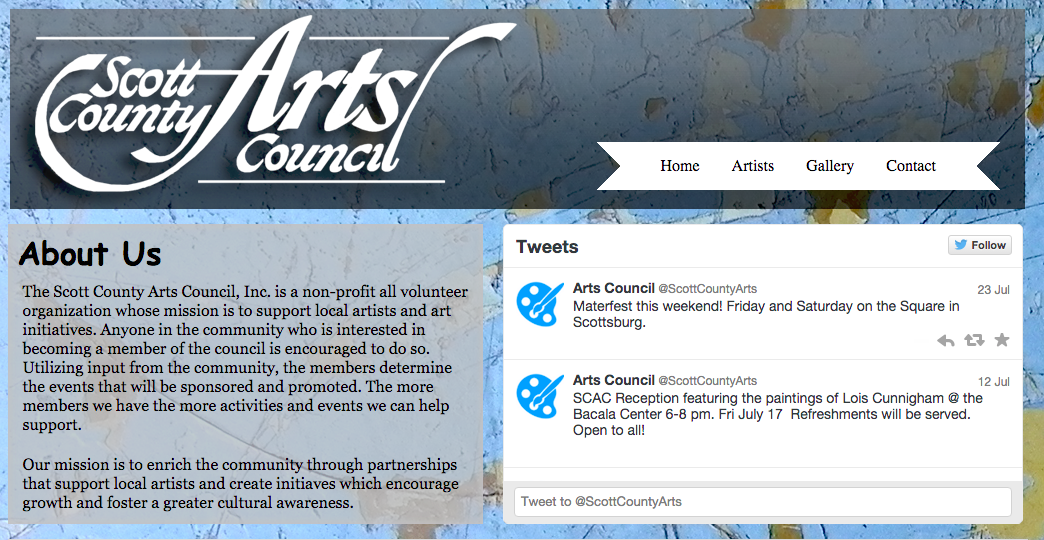 Scott County Arts Council
Home Artists Gallery Contact
About Us
The Scott County Arts Council, Inc. is a non-profit all volunteer
organization whose mission is to support local artists and art
initiatives. Anyone in the community who is interested in
becoming a member of the council is encouraged to do so.
Utilizing input from the community, the members determine
the events that will be sponsored and promoted. The more
members we have the more activities and events we can help
support.
Our mission is to enrich the community through partnerships
that support local artists and create initiaves which encourage
growth and foster a greater cultural awareness.
Tweets
Follow
Arts Council @ScottCountyArts 23 Jul
Materfest this weekend! Friday and Saturday on the Square in
Scottsburg.
Arts Council @ScottCountyArts 12 Jul
SCAC Reception featuring the paintings of Lois Cunnigham @ the
Bacala Center 6-8 pm. Fri July 17 Refreshments will be served.
Open to all!
Tweet to @ScottCountyArts